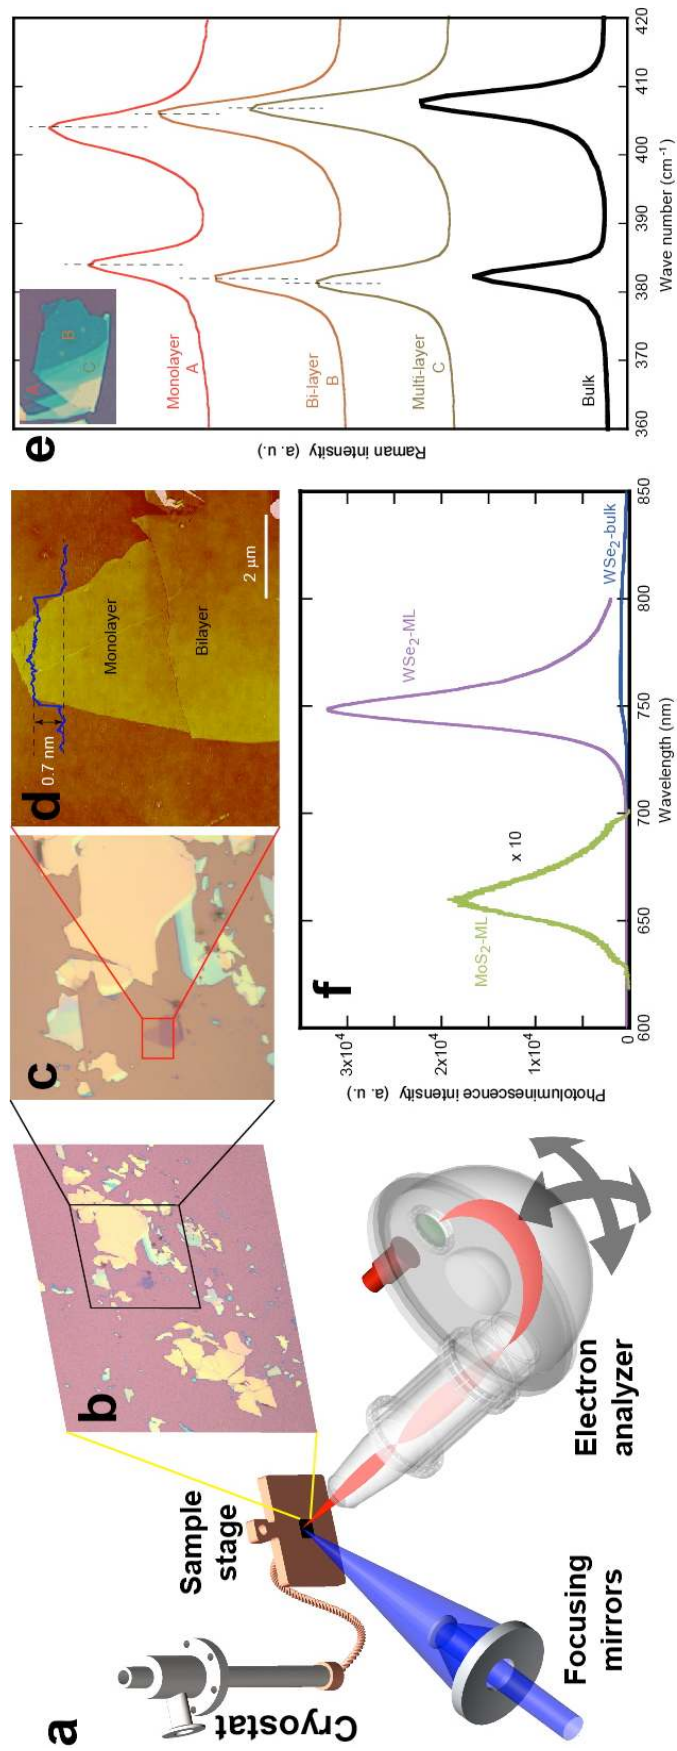 a
Cryostat
Sample
stage
Focusing
mirrors
Electron
analyzer
b
c
d
0.7 nm
Monolayer
Bilayer
2 μm
e
A
B
C
Monolayer
A
Bi-layer
B
Multi-layer
C
Bulk
Raman intensity (a. u.)
360 370 380 390 400 410 420
Wave number (cm⁻¹)
f
3x10⁴
2x10⁴
1x10⁴
0
Photoluminescence intensity (a. u.)
MoS₂-ML
x 10
WSe₂-ML
WSe₂-bulk
600 650 700 750 800 850
Wavelength (nm)